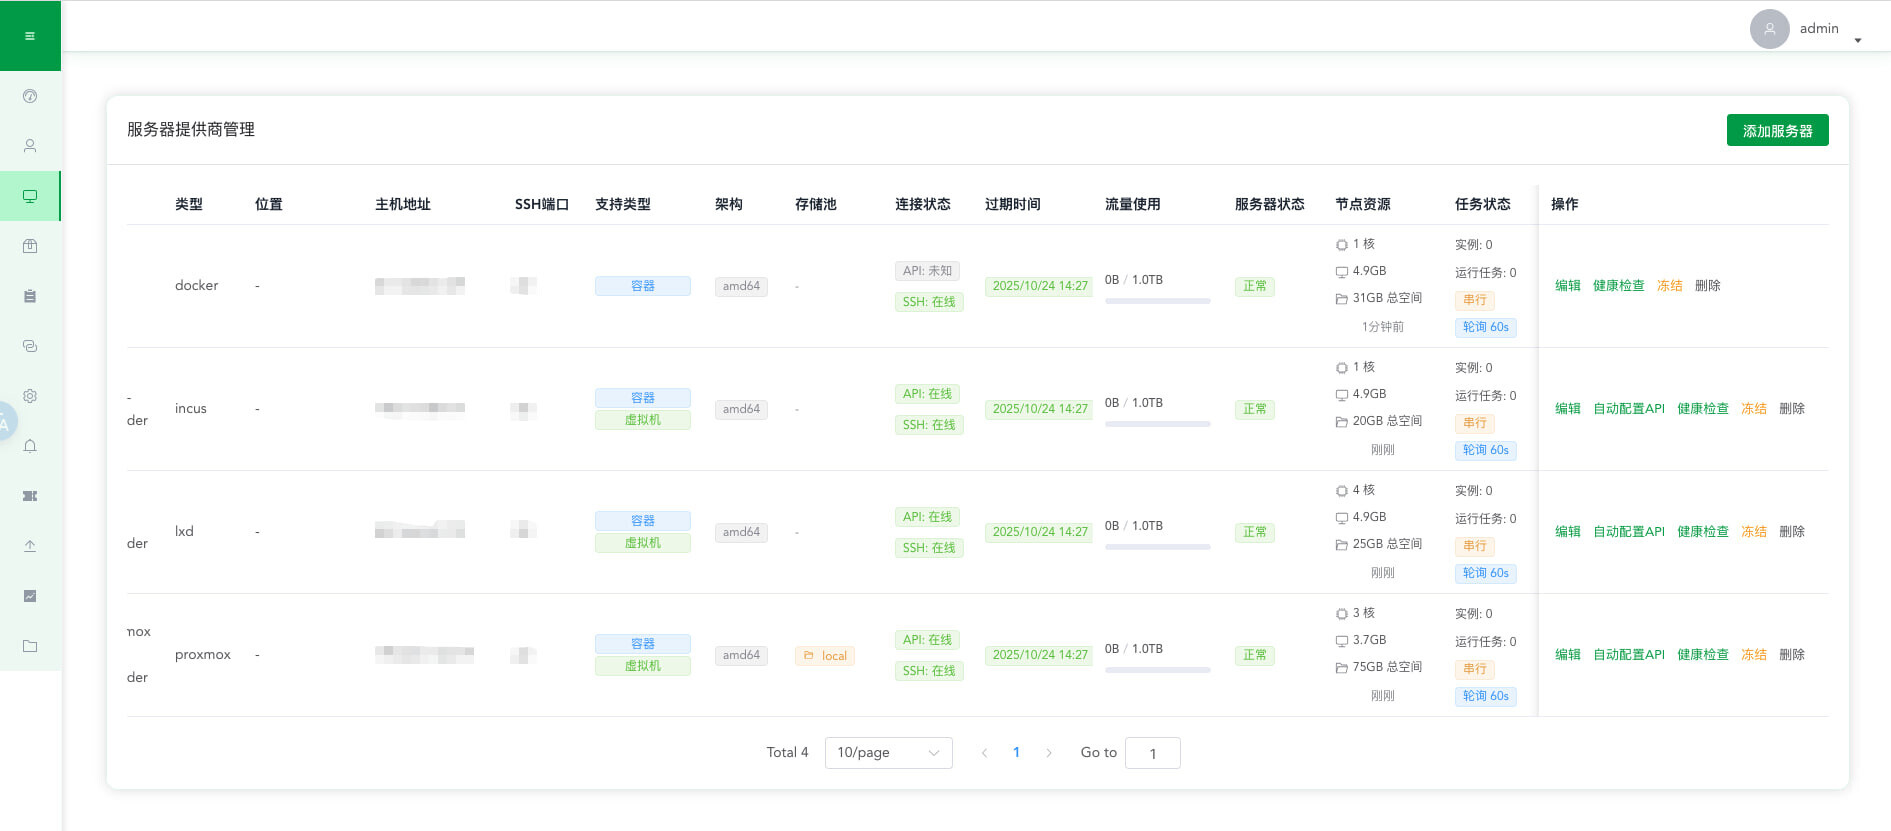 admin
服务器提供商管理
添加服务器
类型 位置 主机地址 SSH端口 支持类型 架构 存储池 连接状态 过期时间 流量使用 服务器状态 节点资源 任务状态 操作
docker - 容器 amd64 - API: 未知 SSH: 在线 2025/10/24 14:27 0B / 1.0TB 正常 1 核 4.9GB 31GB 总空间 1分钟前 实例: 0 运行任务: 0 串行 轮询 60s 编辑 健康检查 冻结 删除
-
der incus - 容器 虚拟机 amd64 - API: 在线 SSH: 在线 2025/10/24 14:27 0B / 1.0TB 正常 1 核 4.9GB 20GB 总空间 刚刚 实例: 0 运行任务: 0 串行 轮询 60s 编辑 自动配置API 健康检查 冻结 删除
der lxd - 容器 虚拟机 amd64 - API: 在线 SSH: 在线 2025/10/24 14:27 0B / 1.0TB 正常 4 核 4.9GB 25GB 总空间 刚刚 实例: 0 运行任务: 0 串行 轮询 60s 编辑 自动配置API 健康检查 冻结 删除
mox
der proxmox - 容器 虚拟机 amd64 local API: 在线 SSH: 在线 2025/10/24 14:27 0B / 1.0TB 正常 3 核 3.7GB 75GB 总空间 刚刚 实例: 0 运行任务: 0 串行 轮询 60s 编辑 自动配置API 健康检查 冻结 删除
Total 4 10/page 1 Go to 1